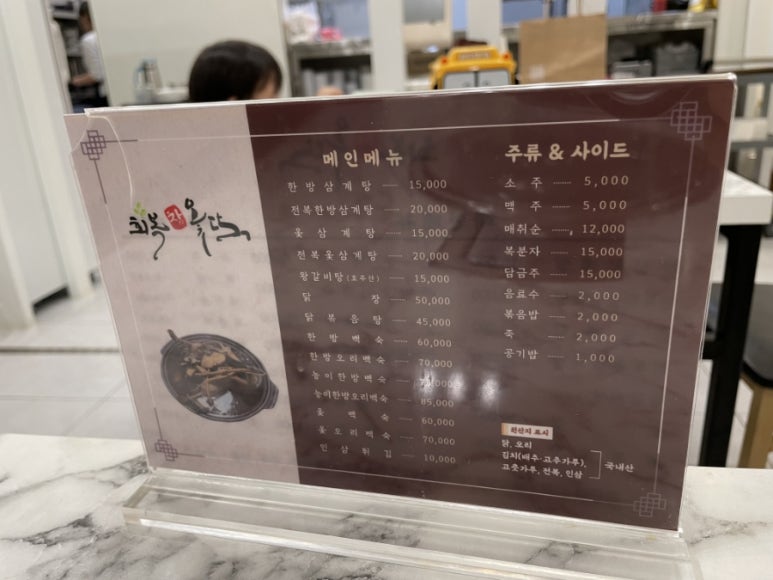 메인메뉴
한방삼계탕 15,000
전복한방삼계탕 20,000
옻삼계탕 15,000
전복옻삼계탕 20,000
왕갈비탕(호주산) 15,000
닭장 50,000
닭볶음탕 45,000
한방백숙 60,000
한방오리백숙 70,000
능이한방백숙
능이한방오리백숙 85,000
옻백숙 60,000
옻오리백숙 70,000
인삼튀김 10,000
주류 & 사이드
소주 5,000
맥주 5,000
매취순 12,000
복분자 15,000
담금주 15,000
음료수 2,000
볶음밥 2,000
죽 2,000
공기밥 1,000
원산지 표시
닭, 오리
김치(배추·고추가루),
고춧가루, 전복, 인삼
국내산